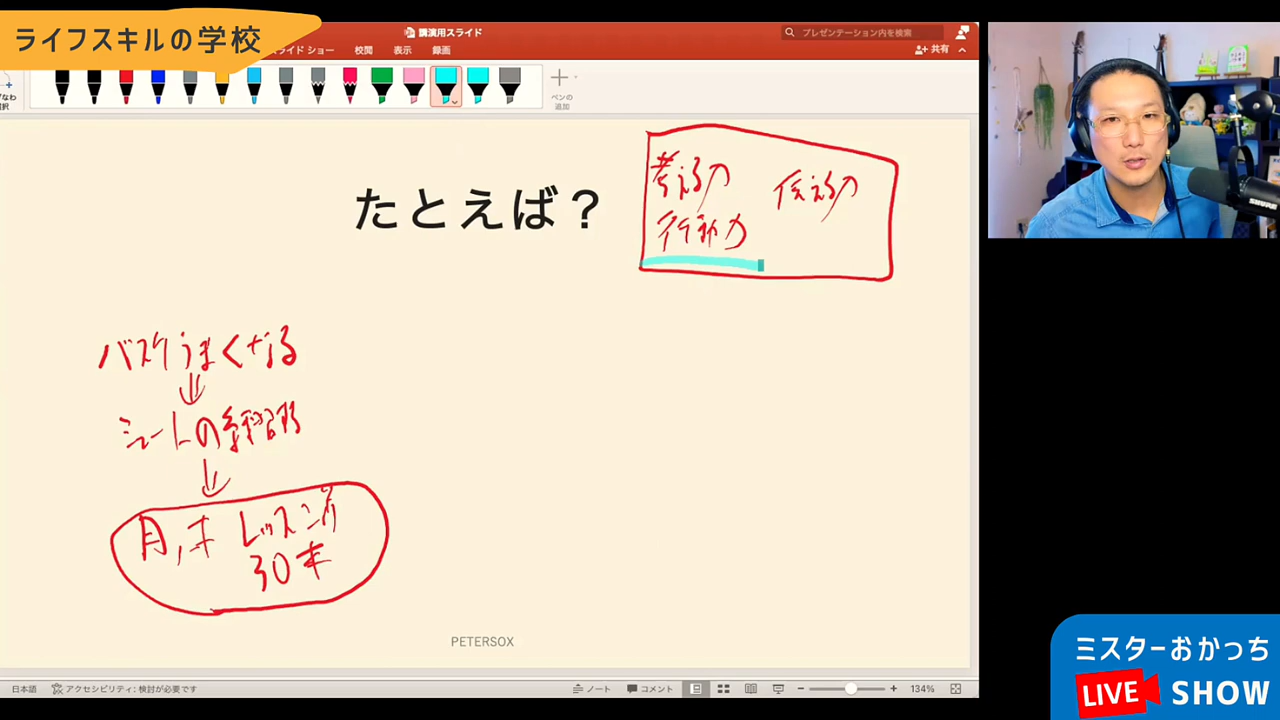 ライフスキルの学校
講演用スライド
プレゼンテーション内を検索
スライド ショー
校閲
表示
録画
共有
選択
ペンの
追加
たとえば？
考える力
伝える力
行動力
バスケうまくなる
シュートの練習
月,木 レッスン
30本
PETERSOX
日本語
アクセシビリティ: 検討が必要です
ノート
コメント
134%
SHURE
ミスターおかっち
LIVE SHOW